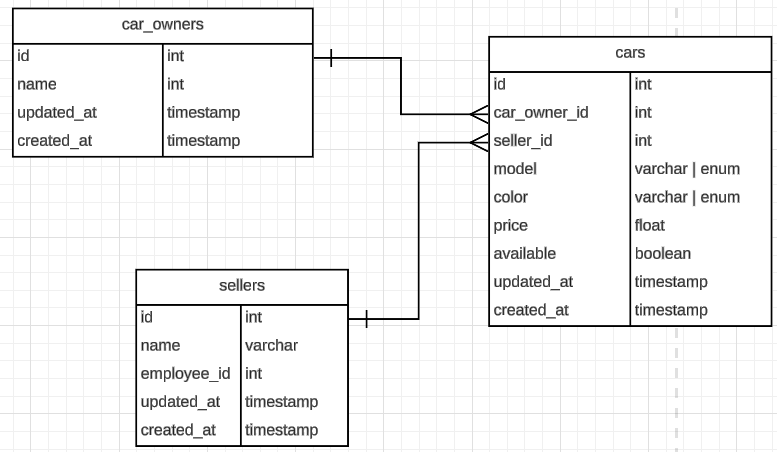 car_owners
id int
name int
updated_at timestamp
created_at timestamp
cars
id int
car_owner_id int
seller_id int
model varchar | enum
color varchar | enum
price float
available boolean
updated_at timestamp
created_at timestamp
sellers
id int
name varchar
employee_id int
updated_at timestamp
created_at timestamp